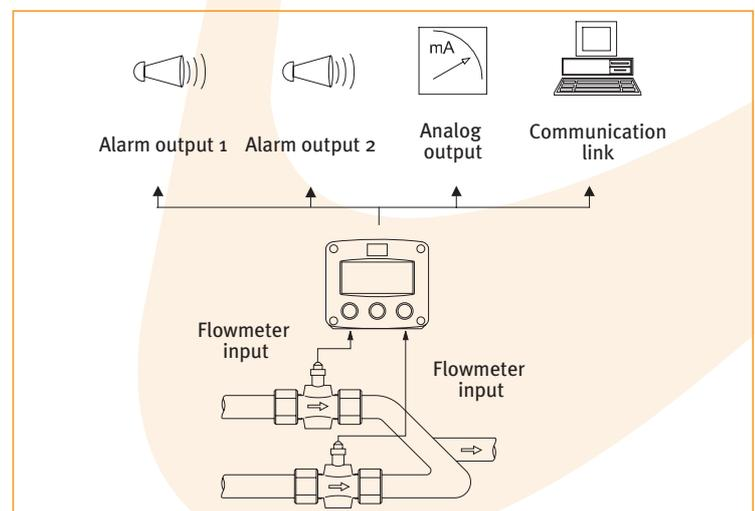 mA
Alarm output 1
Alarm output 2
Analog
output
Communication
link
Flowmeter
input
Flowmeter
input